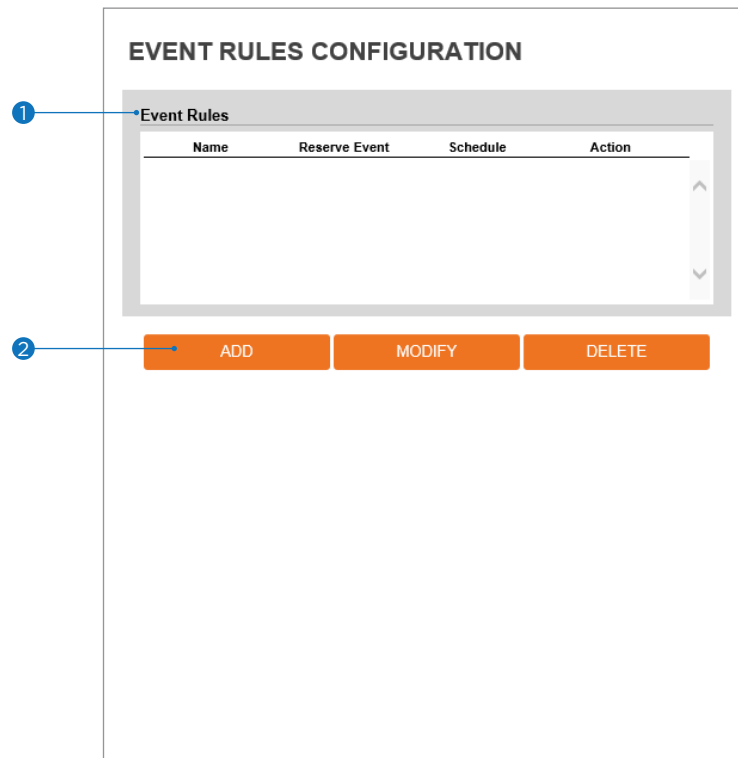 EVENT RULES CONFIGURATION
1
Event Rules
Name Reserve Event Schedule Action
2
ADD MODIFY DELETE